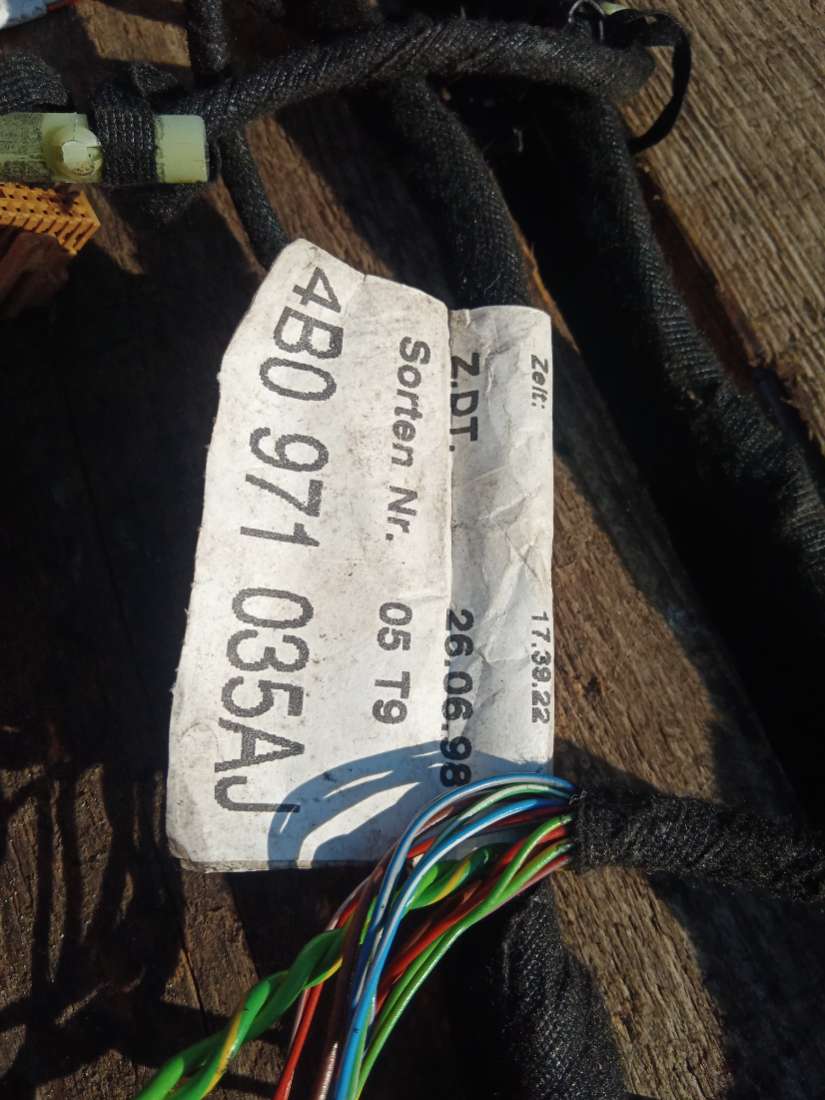 Zeit: 17.39.22
Z.DT. 26.06.98
Sorten Nr. 05 T9
4B0 971 035AJ